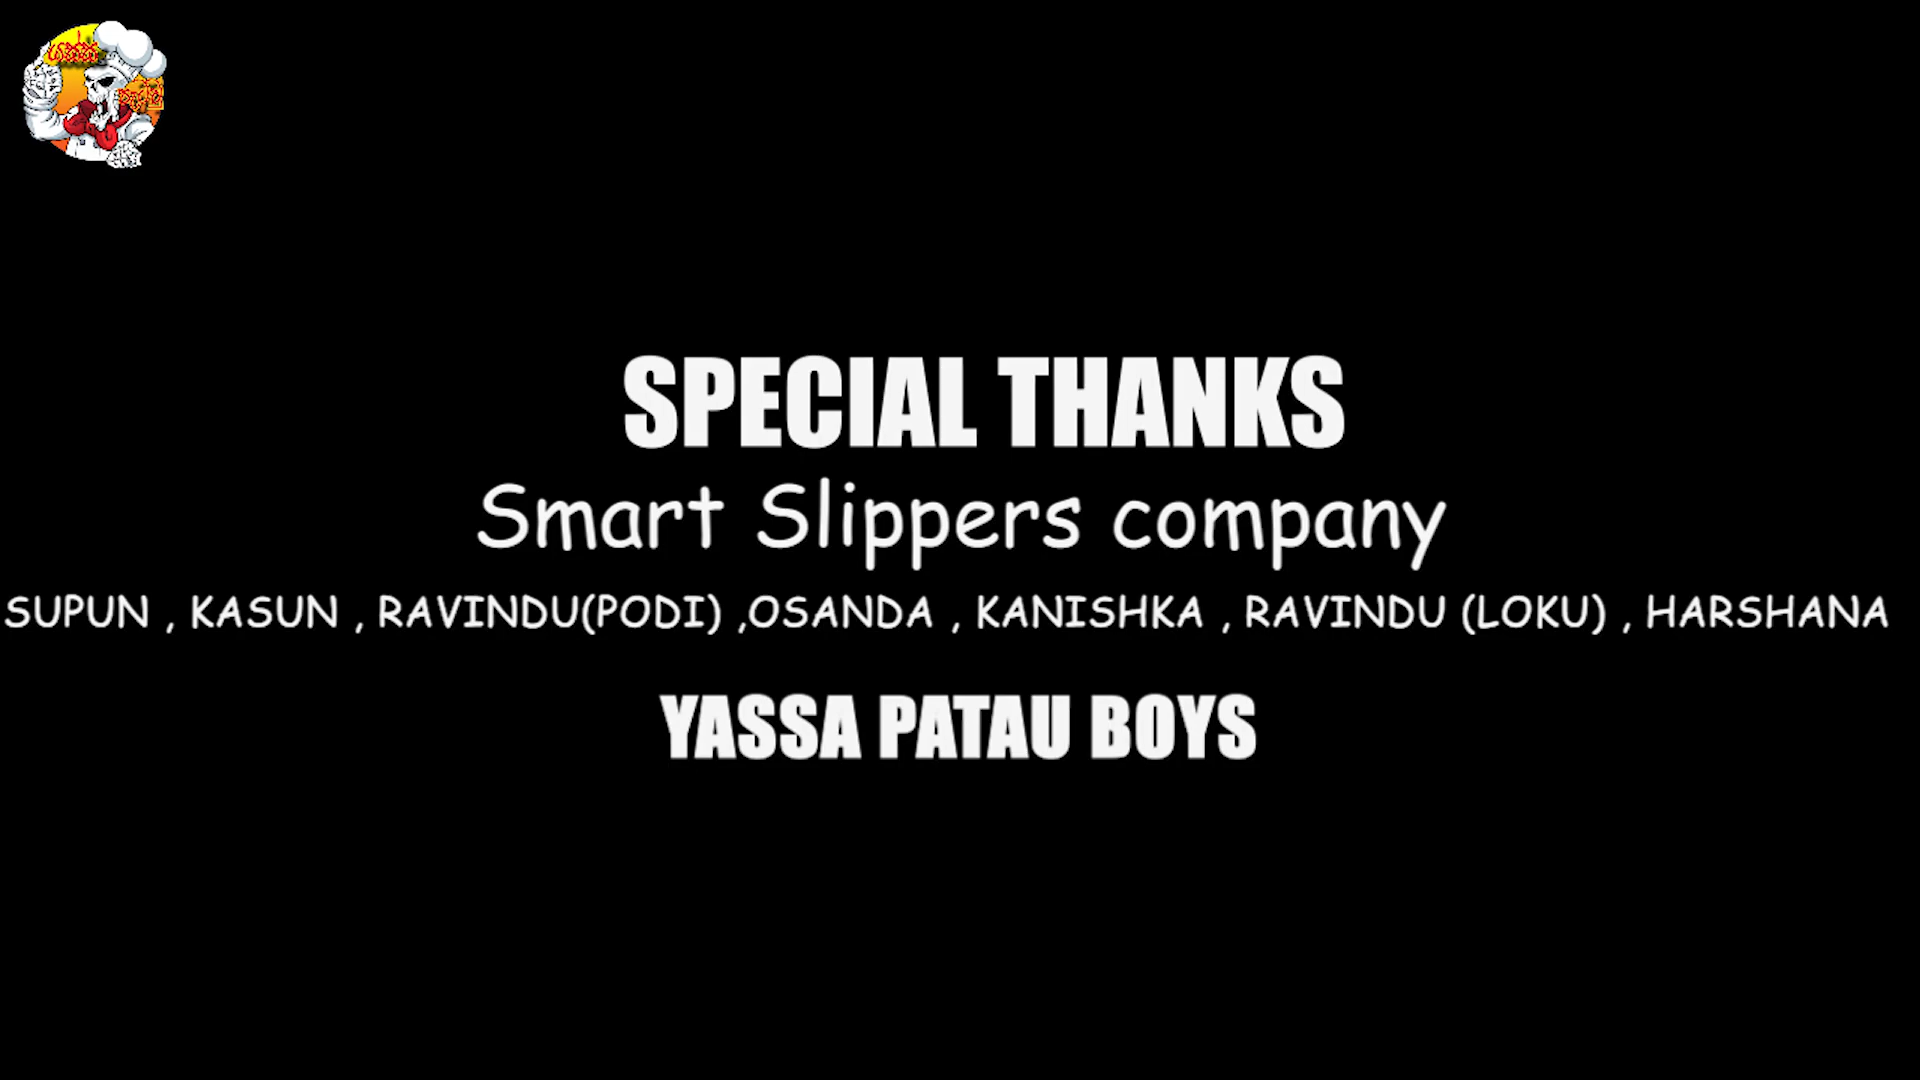 SPECIAL THANKS
Smart Slippers company
SUPUN , KASUN , RAVINDU(PODI) ,OSANDA , KANISHKA , RAVINDU (LOKU) , HARSHANA
YASSA PATAU BOYS